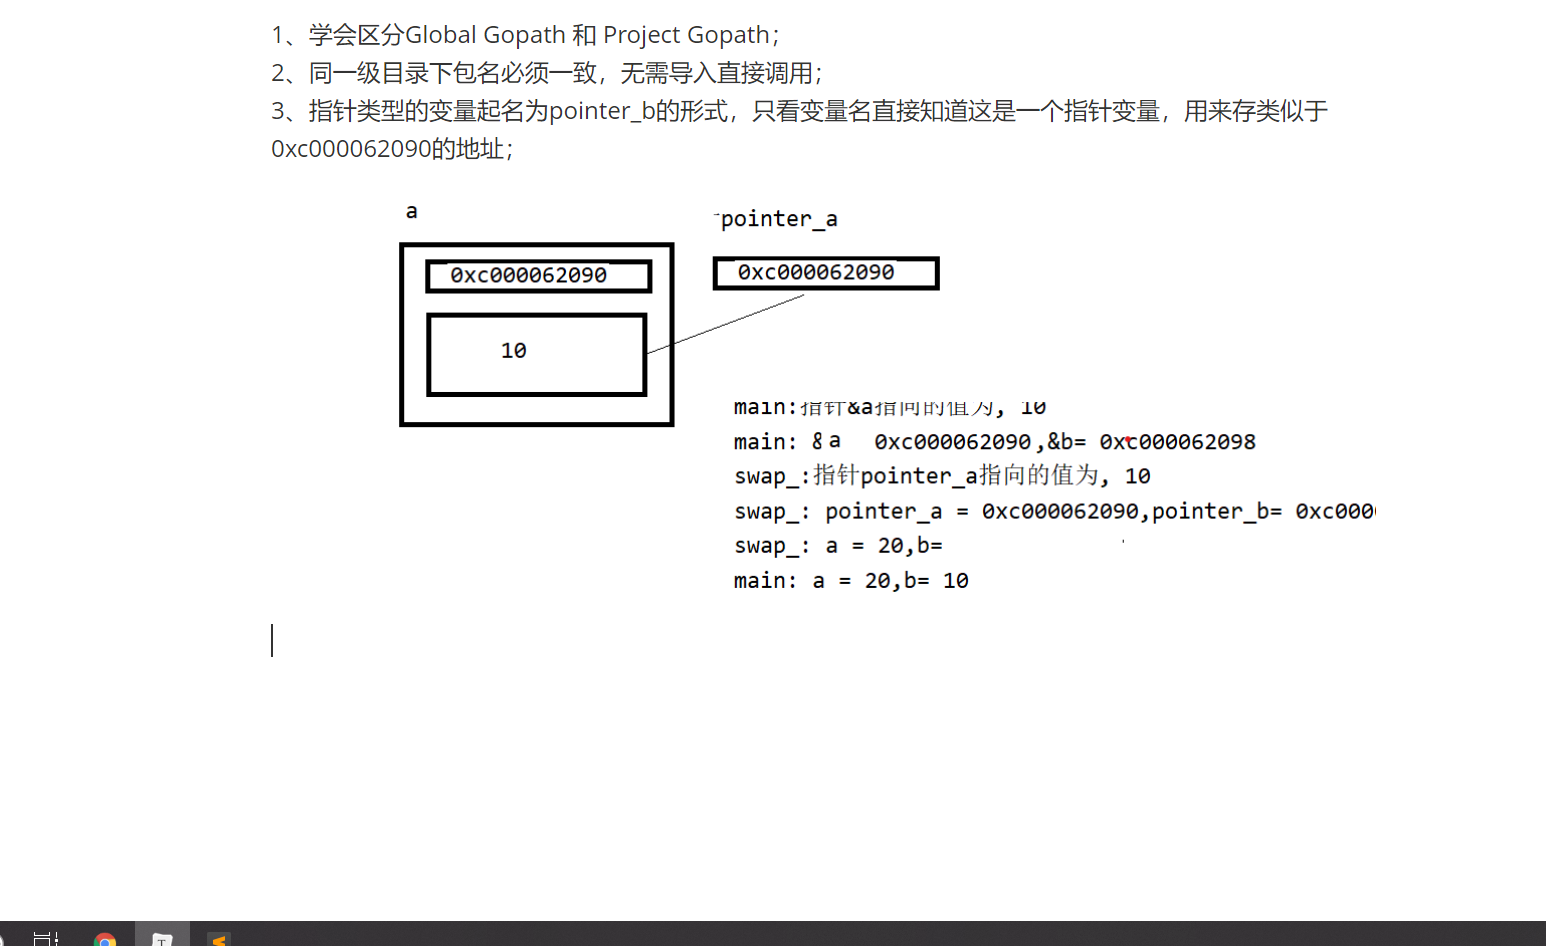 1、学会区分Global Gopath 和 Project Gopath；
2、同一级目录下包名必须一致，无需导入直接调用；
3、指针类型的变量起名为pointer_b的形式，只看变量名直接知道这是一个指针变量，用来存类似于
0xc000062090的地址；
a
pointer_a
0xc000062090
0xc000062090
10
main:指针&a指向的值为, 10
main: &a 0xc000062090,&b= 0xc000062098
swap_:指针pointer_a指向的值为, 10
swap_: pointer_a = 0xc000062090,pointer_b= 0xc000
swap_: a = 20,b=
main: a = 20,b= 10